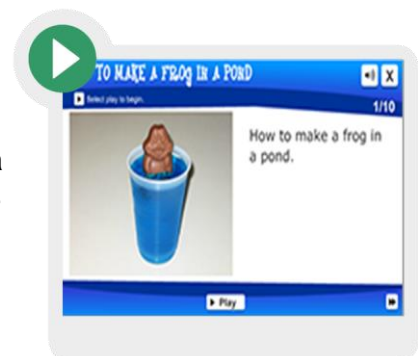 TO MAKE A FROG IN A POND
Select play to begin.
1/10
How to make a frog in
a pond.
Play